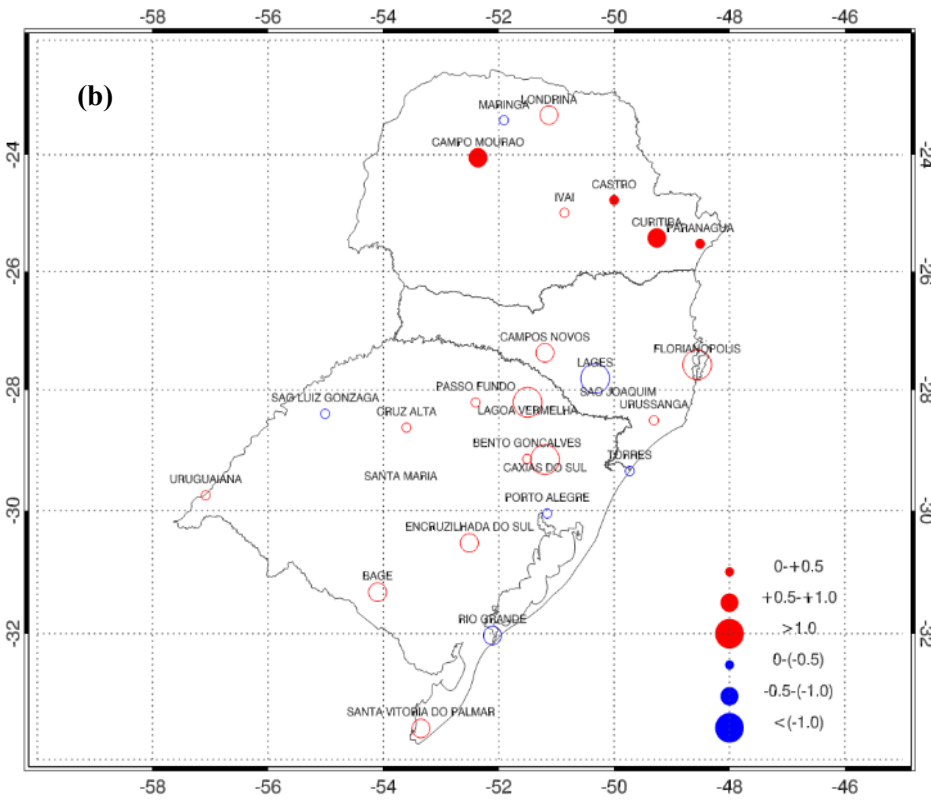 -58 -56 -54 -52 -50 -48 -46
(b)
LONDRINA
MARINGA
CAMPO MOURAO
-24 -24
CASTRO
IVAI
CURITIBA
PARANAGUA
-26 -26
CAMPOS NOVOS
FLORIANOPOLIS
LAGES
-28 -28
PASSO FUNDO
SAO JOAQUIM
SAO LUIZ GONZAGA
URUSSANGA
CRUZ ALTA
LAGOA VERMELHA
BENTO GONCALVES
TORRES
CAXIAS DO SUL
SANTA MARIA
URUGUAIANA
PORTO ALEGRE
-30 -30
ENCRUZILHADA DO SUL
0-+0.5
BAGE
+0.5-+1.0
RIO GRANDE
>1.0
-32 -32
0-(-0.5)
-0.5-(-1.0)
SANTA VITORIA DO PALMAR
<(-1.0)
-58 -56 -54 -52 -50 -48 -46